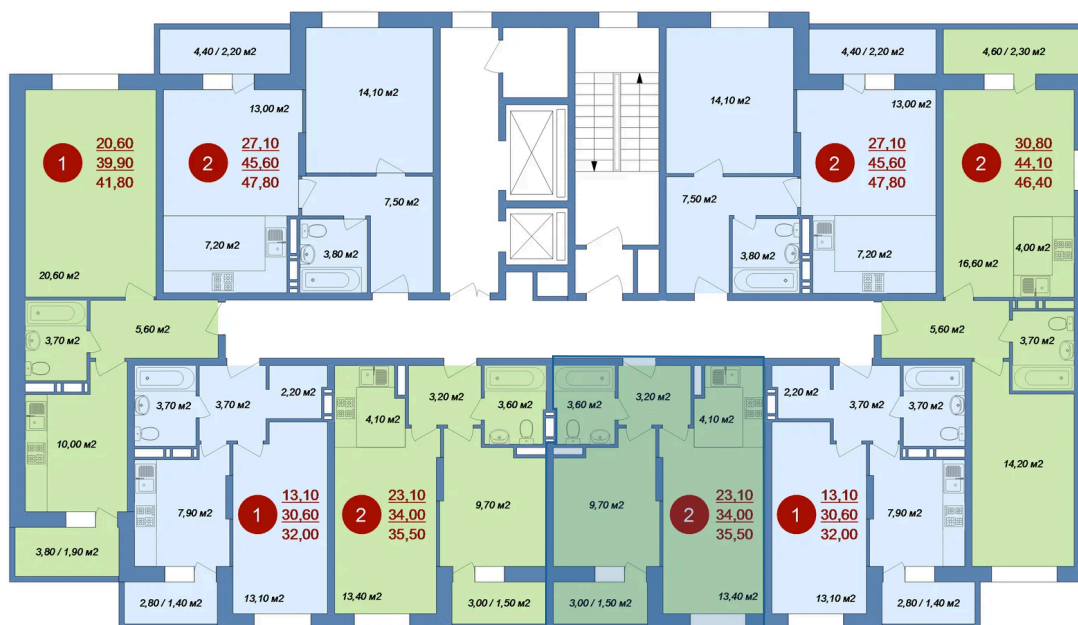 4,40 / 2,20 м2
14,10 м2
13,00 м2
1
20,60
39,90
41,80
2
27,10
45,60
47,80
7,50 м2
7,20 м2
3,80 м2
20,60 м2
4,40 / 2,20 м2
4,60 / 2,30 м2
14,10 м2
13,00 м2
2
27,10
45,60
47,80
2
30,80
44,10
46,40
7,50 м2
3,80 м2
7,20 м2
4,00 м2
16,60 м2
3,70 м2
5,60 м2
5,60 м2
3,70 м2
10,00 м2
3,70 м2
3,70 м2
2,20 м2
4,10 м2
3,20 м2
3,60 м2
3,60 м2
3,20 м2
4,10 м2
2,20 м2
3,70 м2
3,70 м2
14,20 м2
7,90 м2
1
13,10
30,60
32,00
2
23,10
34,00
35,50
9,70 м2
9,70 м2
2
23,10
34,00
35,50
1
13,10
30,60
32,00
7,90 м2
3,80 / 1,90 м2
2,80 / 1,40 м2
13,10 м2
13,40 м2
3,00 / 1,50 м2
3,00 / 1,50 м2
13,40 м2
13,10 м2
2,80 / 1,40 м2